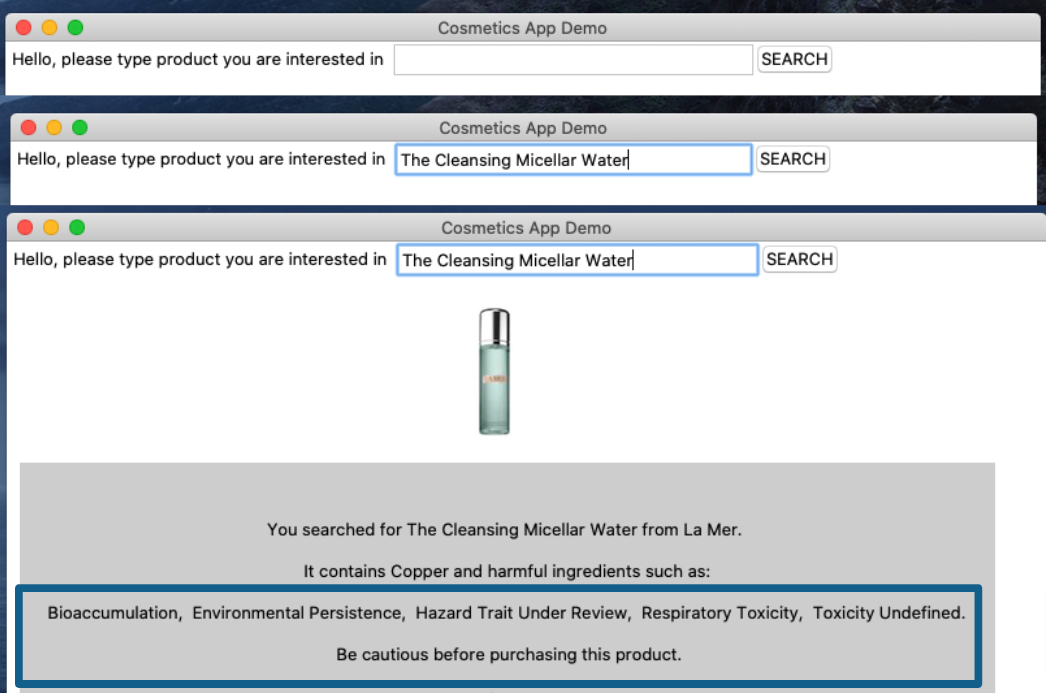 Cosmetics App Demo
Hello, please type product you are interested in SEARCH
Cosmetics App Demo
Hello, please type product you are interested in The Cleansing Micellar Water SEARCH
Cosmetics App Demo
Hello, please type product you are interested in The Cleansing Micellar Water SEARCH
LA MER
You searched for The Cleansing Micellar Water from La Mer.
It contains Copper and harmful ingredients such as:
Bioaccumulation, Environmental Persistence, Hazard Trait Under Review, Respiratory Toxicity, Toxicity Undefined.
Be cautious before purchasing this product.